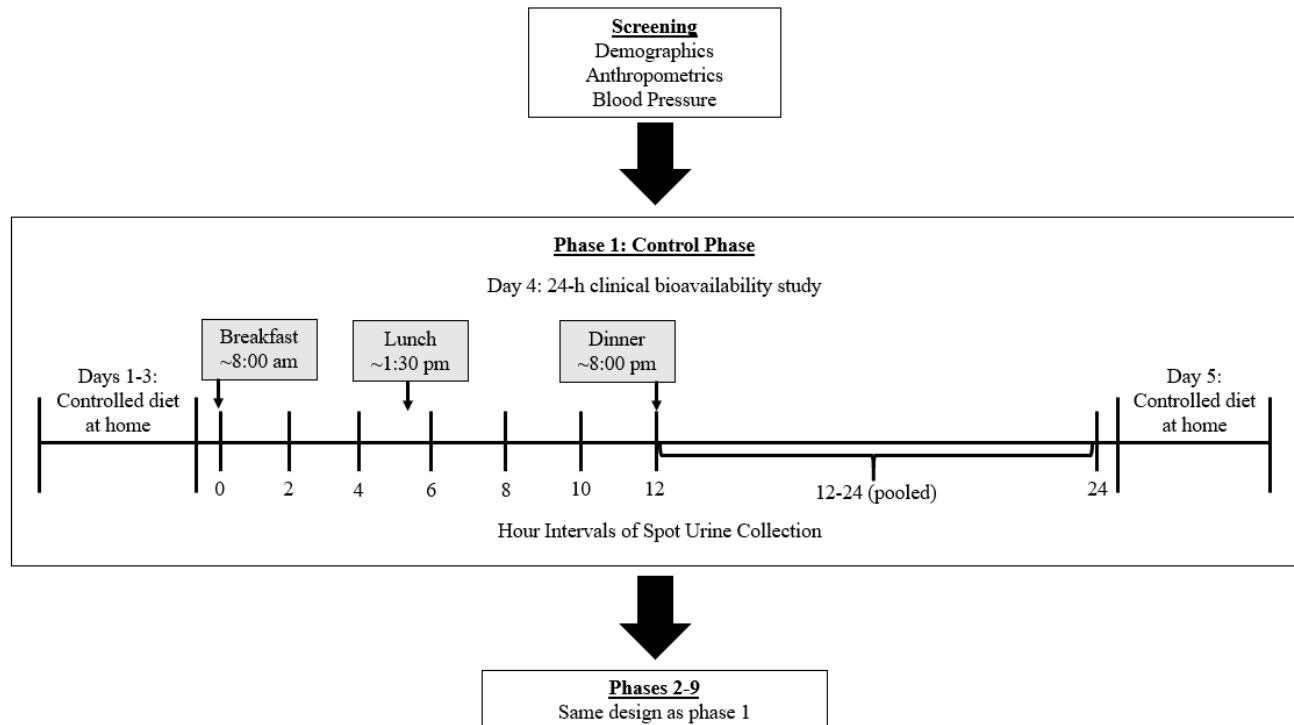 Screening
Demographics
Anthropometrics
Blood Pressure
Phase 1: Control Phase
Day 4: 24-h clinical bioavailability study
Breakfast
~8:00 am
Lunch
~1:30 pm
Dinner
~8:00 pm
Days 1-3:
Controlled diet
at home
Day 5:
Controlled diet
at home
0 2 4 6 8 10 12 12-24 (pooled) 24
Hour Intervals of Spot Urine Collection
Phases 2-9
Same design as phase 1